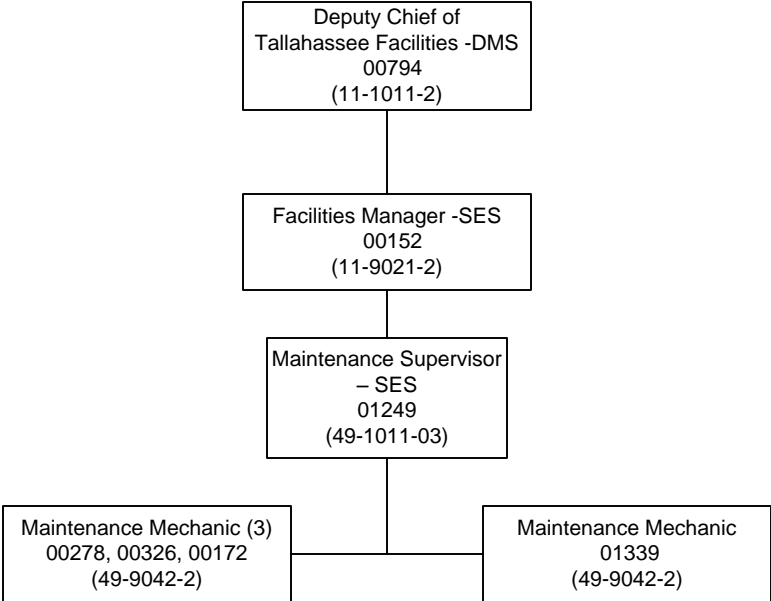 Deputy Chief of
Tallahassee Facilities -DMS
00794
(11-1011-2)
Facilities Manager -SES
00152
(11-9021-2)
Maintenance Supervisor
– SES
01249
(49-1011-03)
Maintenance Mechanic (3)
00278, 00326, 00172
(49-9042-2)
Maintenance Mechanic
01339
(49-9042-2)